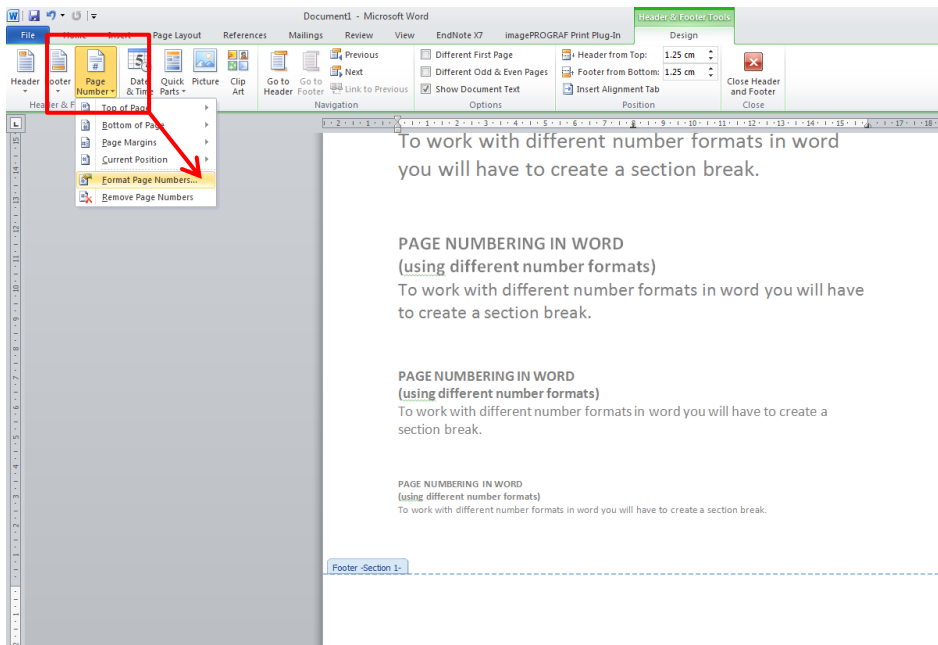 Document1 - Microsoft Word
Header & Footer Tools
File Home Insert Page Layout References Mailings Review View EndNote X7 imagePROGRAF Print Plug-In Design
Header
Footer
Page Number
Date & Time
Quick Parts
Picture
Clip Art
Go to Header
Go to Footer
Previous
Next
Link to Previous
Different First Page
Different Odd & Even Pages
Show Document Text
Header from Top: 1.25 cm
Footer from Bottom: 1.25 cm
Insert Alignment Tab
Close Header and Footer
Header & F
Navigation
Options
Position
Close
Top of Page
Bottom of Page
Page Margins
Current Position
Format Page Numbers...
Remove Page Numbers
To work with different number formats in word
you will have to create a section break.
PAGE NUMBERING IN WORD
(using different number formats)
To work with different number formats in word you will have
to create a section break.
PAGE NUMBERING IN WORD
(using different number formats)
To work with different number formats in word you will have to create a
section break.
PAGE NUMBERING IN WORD
(using different number formats)
To work with different number formats in word you will have to create a section break.
Footer -Section 1-